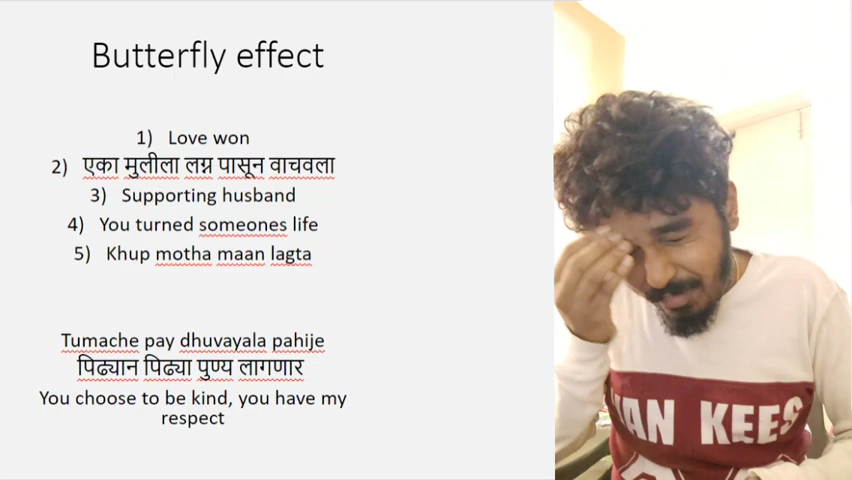 Butterfly effect
1) Love won
2) एका मुलीला लग्न पासून वाचवला
3) Supporting husband
4) You turned someones life
5) Khup motha maan lagta
Tumache pay dhuvayala pahije
पिढ्यान पिढ्या पुण्य लागणार
You choose to be kind, you have my
respect
KEES